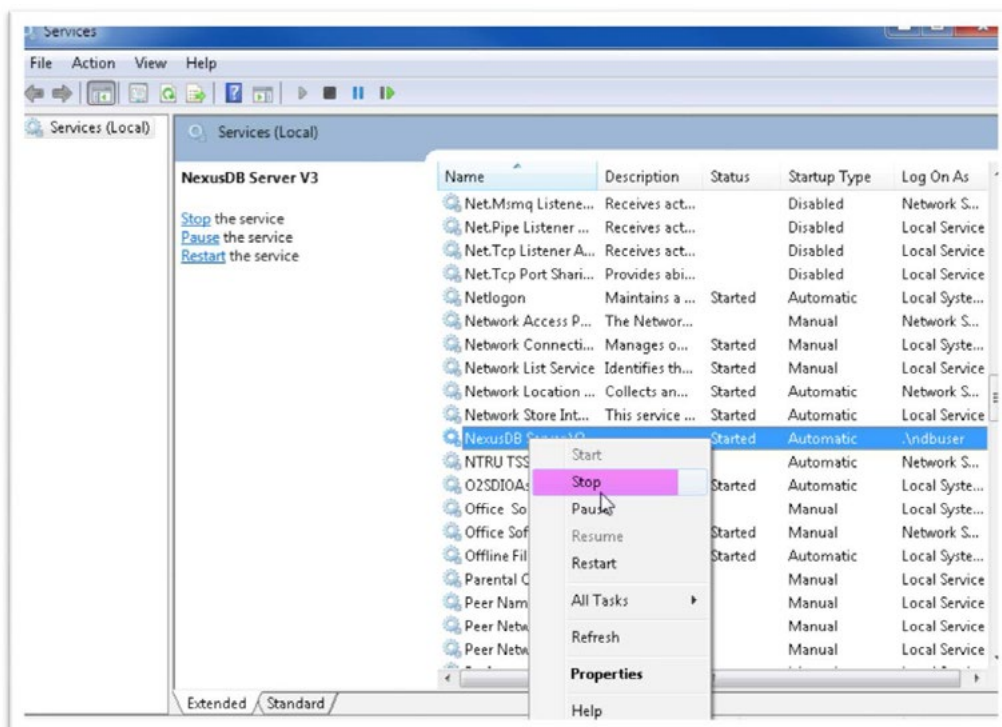 Services
File Action View Help
Services (Local)
Services (Local)
NexusDB Server V3
Stop the service
Pause the service
Restart the service
Name Description Status Startup Type Log On As
Net.Msmq Listene... Receives act... Disabled Network S...
Net.Pipe Listener ... Receives act... Disabled Local Service
Net.Tcp Listener A... Receives act... Disabled Local Service
Net.Tcp Port Shari... Provides abi... Disabled Local Service
Netlogon Maintains a ... Started Automatic Local Syste...
Network Access P... The Networ... Manual Network S...
Network Connecti... Manages o... Started Manual Local Syste...
Network List Service Identifies th... Started Manual Local Service
Network Location ... Collects an... Started Automatic Network S...
Network Store Int... This service ... Started Automatic Local Service
NexusDB Started Automatic .\ndbuser
NTRU TSS Automatic Network S...
O2SDIOAs Started Automatic Local Syste...
Office So Manual Local Syste...
Office Sof Started Manual Network S...
Offline Fil Started Automatic Local Syste...
Parental C Manual Local Service
Peer Nam Manual Local Service
Peer Netw Manual Local Service
Peer Netw Manual Local Service
Start
Stop
Pause
Resume
Restart
All Tasks
Refresh
Properties
Help
Extended Standard